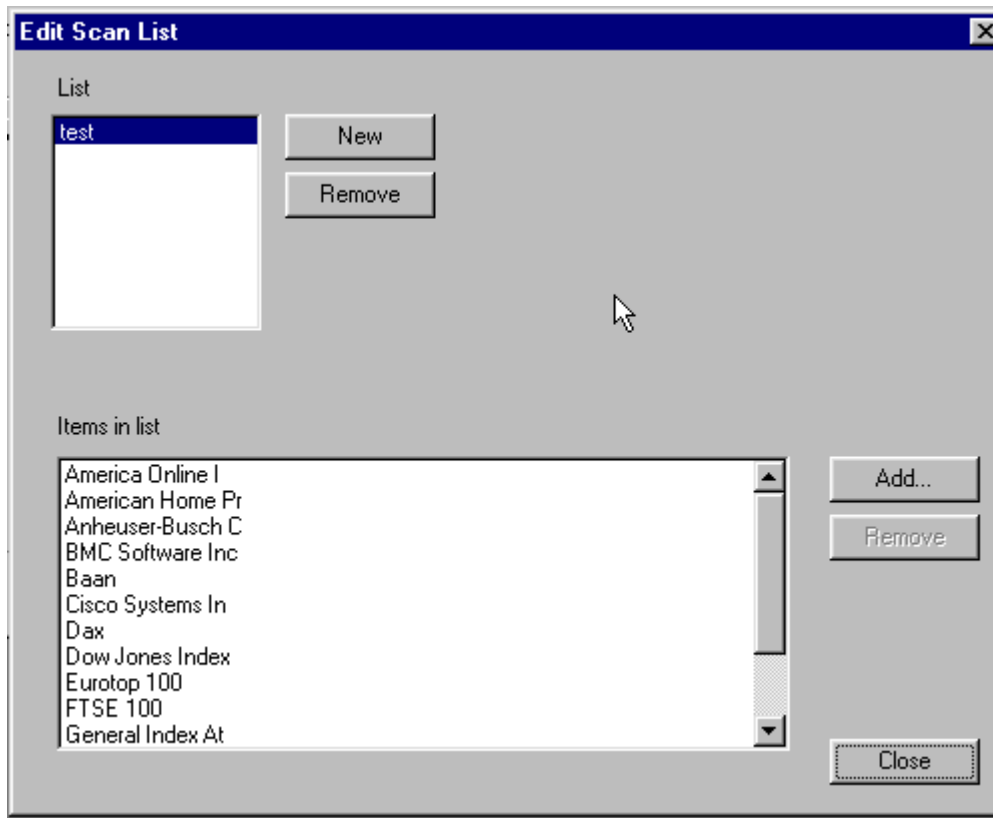 Edit Scan List
List
test
New
Remove
Items in list
America Online I
American Home Pr
Anheuser-Busch C
BMC Software Inc
Baan
Cisco Systems In
Dax
Dow Jones Index
Eurotop 100
FTSE 100
General Index At
Add...
Remove
Close